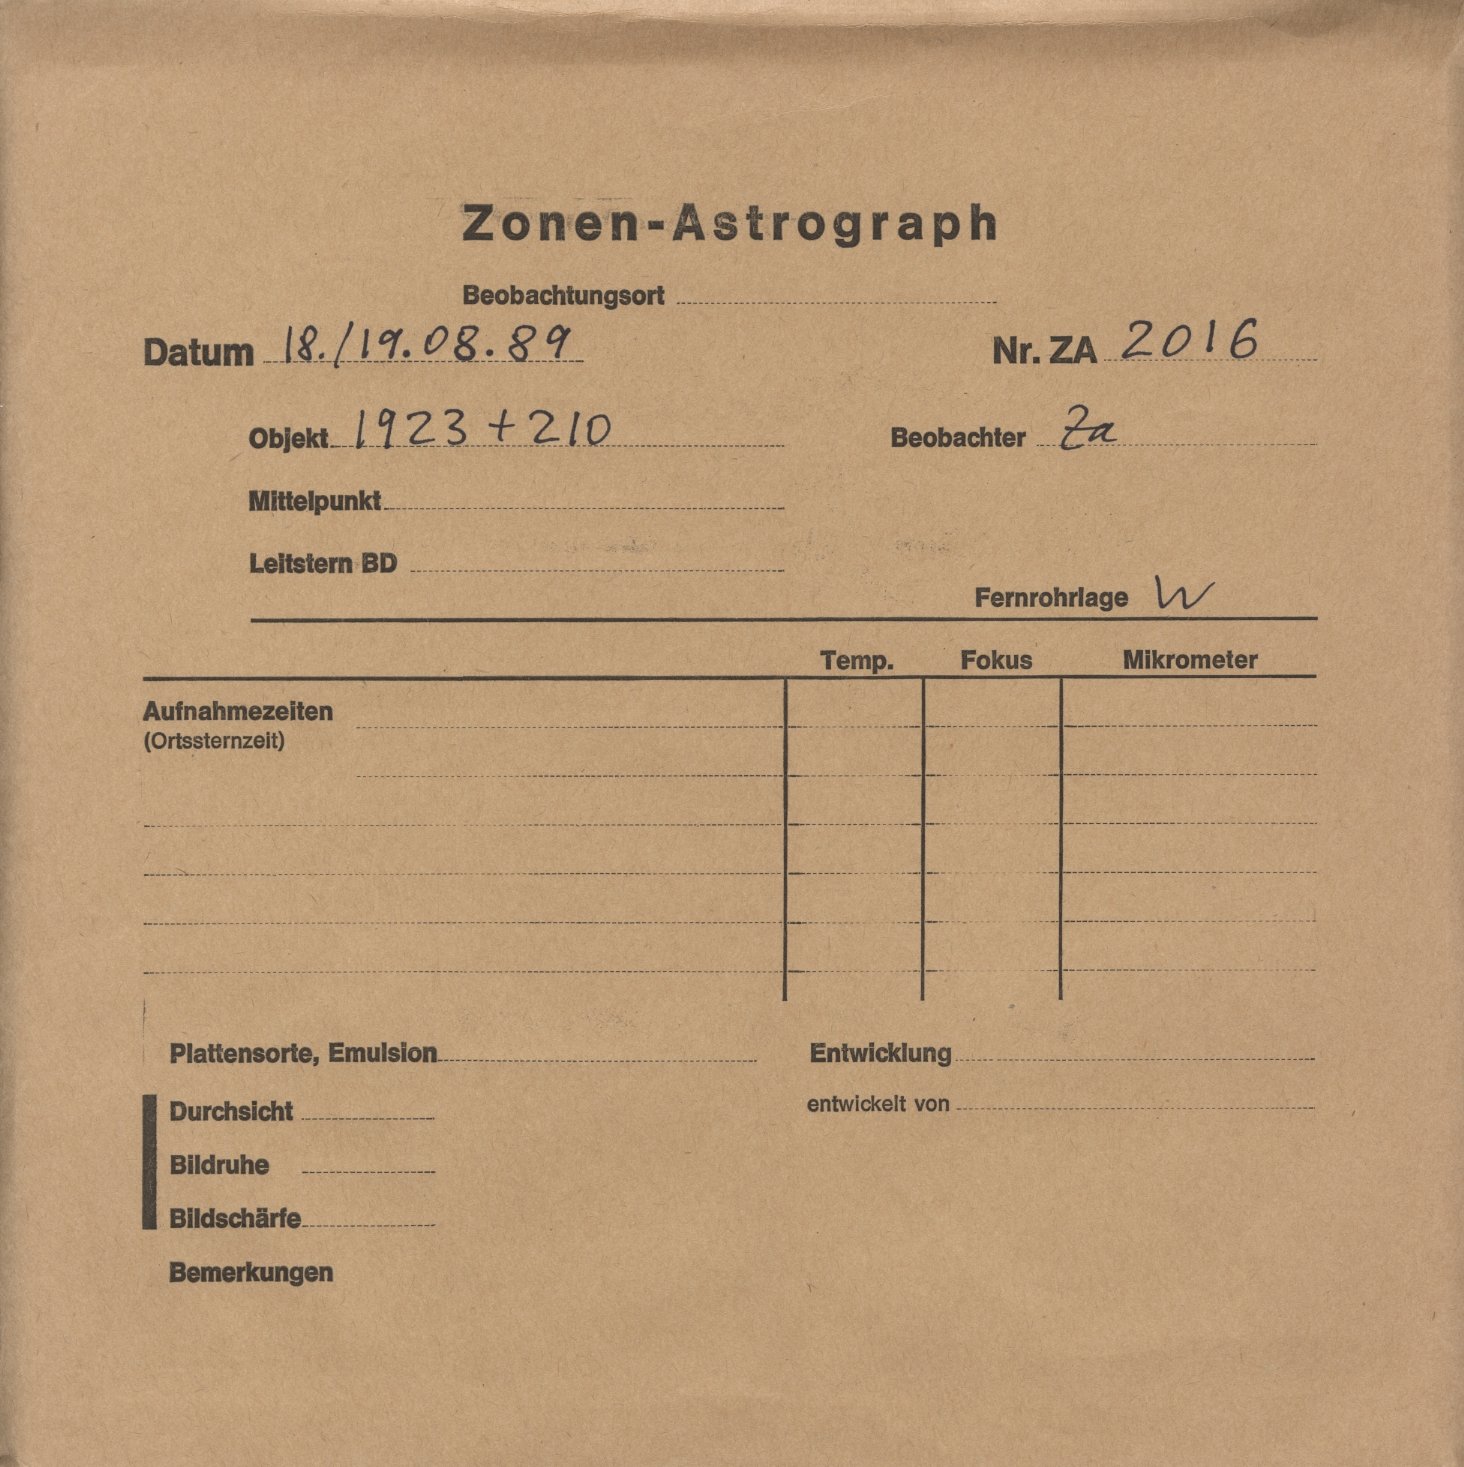 Zonen-Astrograph
Beobachtungsort
Datum 18./19.08.89 Nr. ZA 2016
Objekt 1923+210 Beobachter Za
Mittelpunkt
Leitstern BD
Fernrohrlage W
Temp. Fokus Mikrometer
Aufnahmezeiten
(Ortssternzeit)
Plattensorte, Emulsion Entwicklung
Durchsicht entwickelt von
Bildruhe
Bildschärfe
Bemerkungen